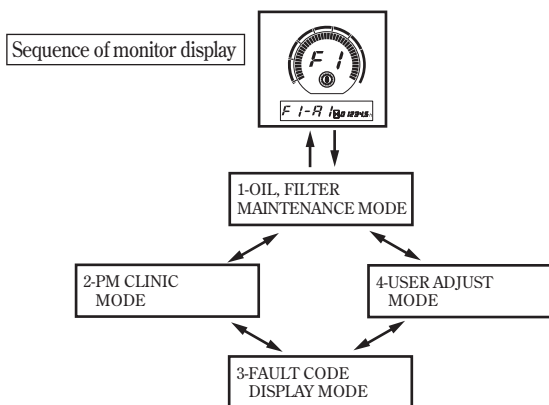 Sequence of monitor display
F1
F1-A1 012345h
1-OIL, FILTER
MAINTENANCE MODE
2-PM CLINIC
MODE
4-USER ADJUST
MODE
3-FAULT CODE
DISPLAY MODE